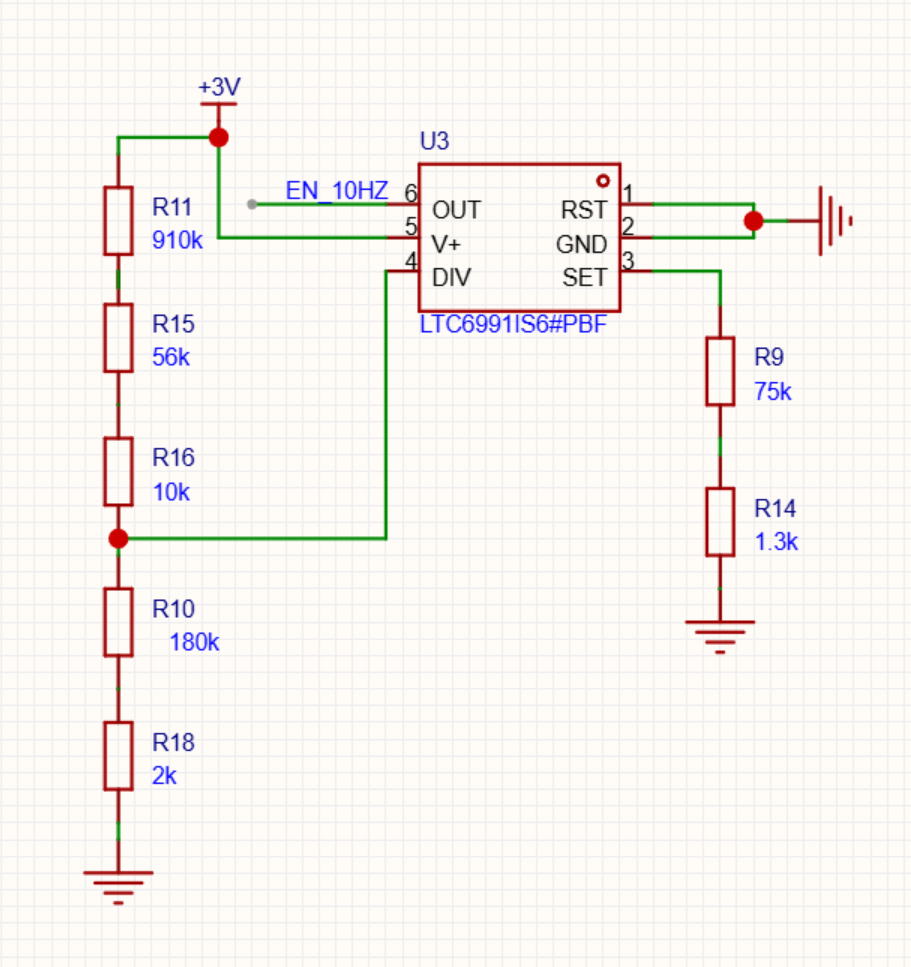 +3V
U3
EN_10HZ
6
1
R11
OUT
RST
910k
5
2
V+
GND
4
3
DIV
SET
R15
LTC6991IS6#PBF
56k
R9
75k
R16
10k
R14
1.3k
R10
180k
R18
2k